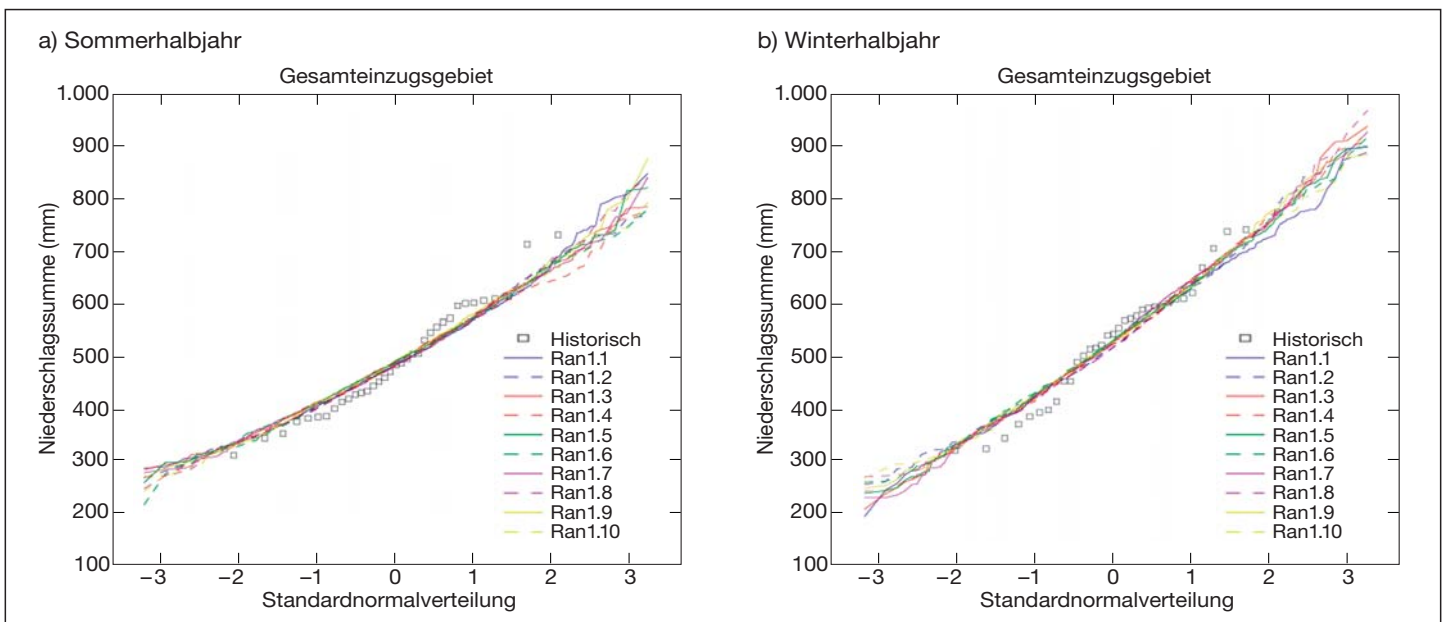 a) Sommerhalbjahr
Gesamteinzugsgebiet
1.000
900
800
700
600
500
400
300
200
100
Niederschlagssumme (mm)
Historisch
Ran1.1
Ran1.2
Ran1.3
Ran1.4
Ran1.5
Ran1.6
Ran1.7
Ran1.8
Ran1.9
Ran1.10
−3 −2 −1 0 1 2 3
Standardnormalverteilung
b) Winterhalbjahr
Gesamteinzugsgebiet
1.000
900
800
700
600
500
400
300
200
100
Niederschlagssumme (mm)
Historisch
Ran1.1
Ran1.2
Ran1.3
Ran1.4
Ran1.5
Ran1.6
Ran1.7
Ran1.8
Ran1.9
Ran1.10
−3 −2 −1 0 1 2 3
Standardnormalverteilung